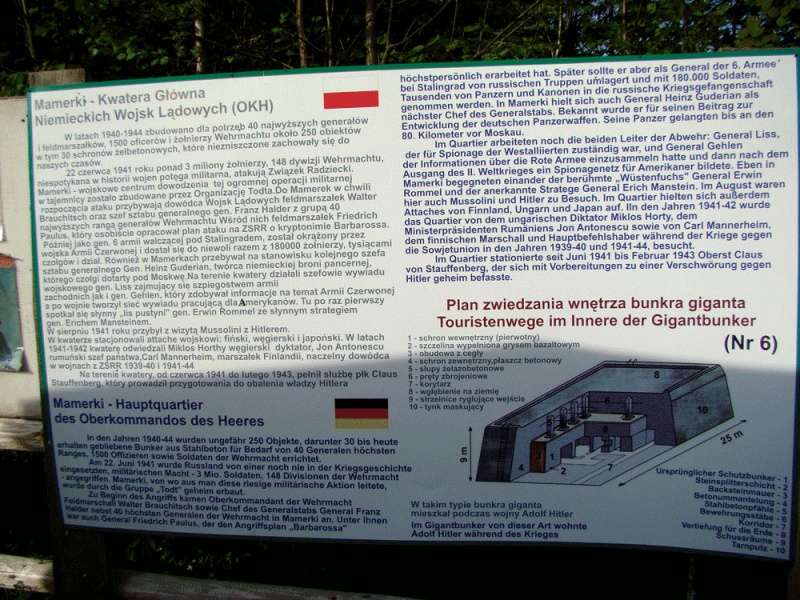 Mamerki - Kwatera Główna
Niemieckich Wojsk Lądowych (OKH)
W latach 1940-1944 zbudowano dla potrzeb 40 najwyższych generałów
i feldmarszałków, 1500 oficerów i żołnierzy Wehrmachtu około 250 obiektów
w tym 30 schronów żelbetonowych, które niezniszczone zachowały się do
naszych czasów.
22 czerwca 1941 roku ponad 3 miliony żołnierzy, 148 dywizji Wehrmachtu,
niespotykana w historii wojen potęga militarna, atakują Związek Radziecki.
Mamerki - wojskowe centrum dowodzenia tej ogromnej operacji militarnej
w tajemnicy zostało zbudowane przez Organizację Todta.Do Mamerek w chwili
rozpoczęcia ataku przybywają dowódca Wojsk Lądowych feldmarszałek Walter
Brauchitsch oraz szef sztabu generalnego gen. Franz Halder z grupą 40
najwyższych rangą generałów Wehrmachtu Wśród nich feldmarszałek Friedrich
Paulus, który osobiście opracował plan ataku na ZSRR o kryptonimie Barbarossa.
Później jako gen. 6 armii walczącej pod Stalingradem, został okrążony przez
wojska Armii Czerwonej i dostał się do niewoli razem z 180000 żołnierzy, tysiącami
czołgów i dział. Również w Mamerkach przebywał na stanowisku kolejnego szefa
sztabu generalnego Gen. Heinz Guderian, twórca niemieckiej broni pancernej,
którego czołgi dotarły pod Moskwę.Na terenie kwatery działali szefowie wywiadu
wojskowego gen. Liss zajmujący się szpiegostwem armii
zachodnich jak i gen. Gehlen, który zdobywał informacje na temat Armii Czerwonej
a po wojnie tworzył sieć wywiadu pracującą dla Amerykanów. Tu po raz pierwszy
spotkał się słynny „lis pustyni" gen. Erwin Rommel ze słynnym strategiem
gen. Erichem Mansteinem.
W sierpniu 1941 roku przybył z wizytą Mussolini z Hitlerem.
W kwaterze stacjonowali attache wojskowi: fiński, węgierski i japoński. W latach
1941-1942 kwaterę odwiedziali Miklos Horthy węgierski dyktator, Jon Antonescu
rumuński szef państwa,Carl Mannerheim, marszałek Finlandii, naczelny dowódca
w wojnach z ZSRR 1939-40 i 1941-44
Na terenie kwatery, od czerwca 1941 do lutego 1943, pełnił służbę płk Claus
Stauffenberg, który prowadził przygotowania do obalenia władzy Hitlera
Mamerki - Hauptquartier
des Oberkommandos des Heeres
In den Jahren 1940-44 wurden ungefähr 250 Objekte, darunter 30 bis heute
erhalten gebliebene Bunker aus Stahlbeton für Bedarf von 40 Generalen höchsten
Ranges, 1500 Offizieren sowie Soldaten der Wehrmacht errichtet.
Am 22. Juni 1941 wurde Russland von einer noch nie in der Kriegsgeschichte
eingesetzten, militärischen Macht - 3 Mio. Soldaten, 148 Divisionen der Wehrmacht
- angegriffen. Mamerki, von wo aus man diese riesige militärische Aktion leitete,
wurde durch die Gruppe „Todt" geheim erbaut.
Zu Beginn des Angriffs kamen Oberkommandant der Wehrmacht
Feldmarschall Walter Brauchitsch sowie Chef des Generalstabs General Franz
Halder nebst 40 höchsten Generalen der Wehrmacht in Mamerki an. Unter ihnen
war auch General Friedrich Paulus, der den Angriffsplan „Barbarossa"
höchstpersönlich erarbeitet hat. Später sollte er aber als General der 6. Armee
bei Stalingrad von russischen Truppen umlagert und mit 180.000 Soldaten,
Tausenden von Panzern und Kanonen in die russische Kriegsgefangenschaft
genommen werden. In Mamerki hielt sich auch General Heinz Guderian als
nächster Chef des Generalstabs. Bekannt wurde er für seinen Beitrag zur
Entwicklung der deutschen Panzerwaffe. Seine Panzer gelangten bis an den
80. Kilometer vor Moskau.
Im Quartier arbeiteten noch die beiden Leiter der Abwehr: General Liss,
der für Spionage der Westalliierten zuständig war, und General Gehlen
der Informationen über die Rote Armee einzusammeln hatte und dann nach dem
Ausgang des II. Weltkrieges ein Spionagenetz für Amerikaner bildete. Eben in
Mamerki begegneten einander der berühmte „Wüstenfuchs" General Erwin
Rommel und der anerkannte Stratege General Erich Manstein. Im August waren
hier auch Mussolini und Hitler zu Besuch. Im Quartier hielten sich außerdem
Attaches von Finnland, Ungarn und Japan auf. In den Jahren 1941-42 wurde
das Quartier von dem ungarischen Diktator Miklos Horty, dem
Ministerpräsidenten Rumäniens Jon Antonescu sowie von Carl Mannerheim,
dem finnischen Marschall und Hauptbefehlshaber während der Kriege gegen
die Sowjetunion in den Jahren 1939-40 und 1941-44, besucht.
Im Quartier stationierte seit Juni 1941 bis Februar 1943 Oberst Claus
von Stauffenberg, der sich mit Vorbereitungen zu einer Verschwörung gegen
Hitler geheim befasste.
Plan zwiedzania wnętrza bunkra giganta
Touristenwege im Innere der Gigantbunker
(Nr 6)
1 - schron wewnętrzny (pierwotny)
2 - szczelina wypełniona grysem bazaltowym
3 - obudowa z cegły
4 - schron zewnętrzny,płaszcz betonowy
5 - słupy żelazobetonowe
6 - pręty zbrojeniowe
7 - korytarz
8 - wgłębienie na ziemię
9 - strzelnice ryglujące wejście
10 - tynk maskujący
8
6
10
9
5
3
1
4
2
7
9 m
25 m
Ursprünglicher Schutzbunker - 1
Steinsplitterschicht - 2
Backsteinmauer - 3
Betonummantelung - 4
Stahlbetonpfähle - 5
Bewehrungsstäbe - 6
Korridor - 7
Vertiefung für die Erde - 8
Schussräume - 9
Tarnputz - 10
W takim typie bunkra giganta
mieszkał podczas wojny Adolf Hitler
Im Gigantbunker von dieser Art wohnte
Adolf Hitler während des Krieges